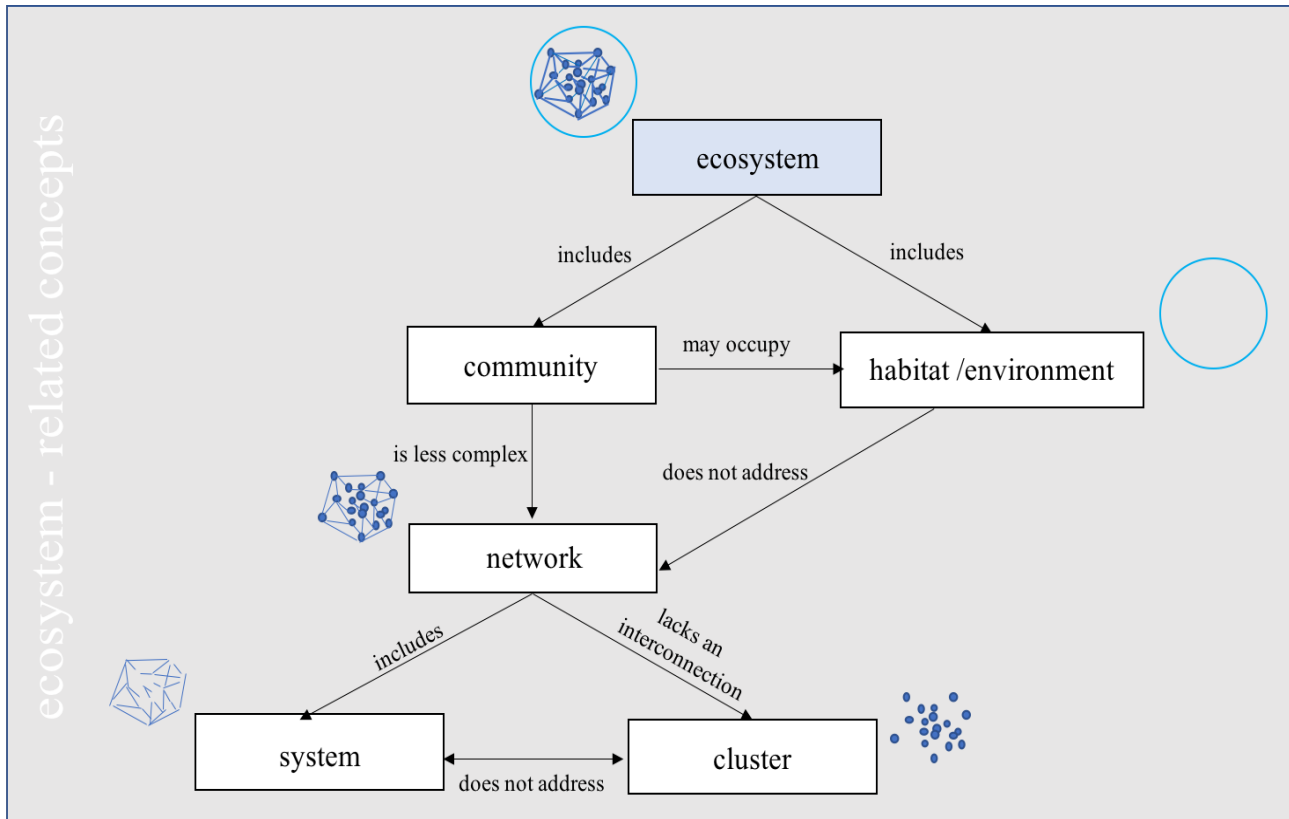 ecosystem - related concepts
ecosystem
includes
includes
community
may occupy
habitat /environment
is less complex
does not address
network
includes
lacks an
interconnection
system
does not address
cluster